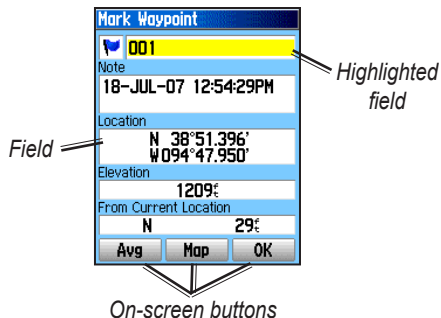 Mark Waypoint
001
Highlighted
field
Note
18-JUL-07 12:54:29PM
Location
Field
N 38°51.396'
W094°47.950'
Elevation
1209ft
From Current Location
N 29ft
Avg Map OK
On-screen buttons